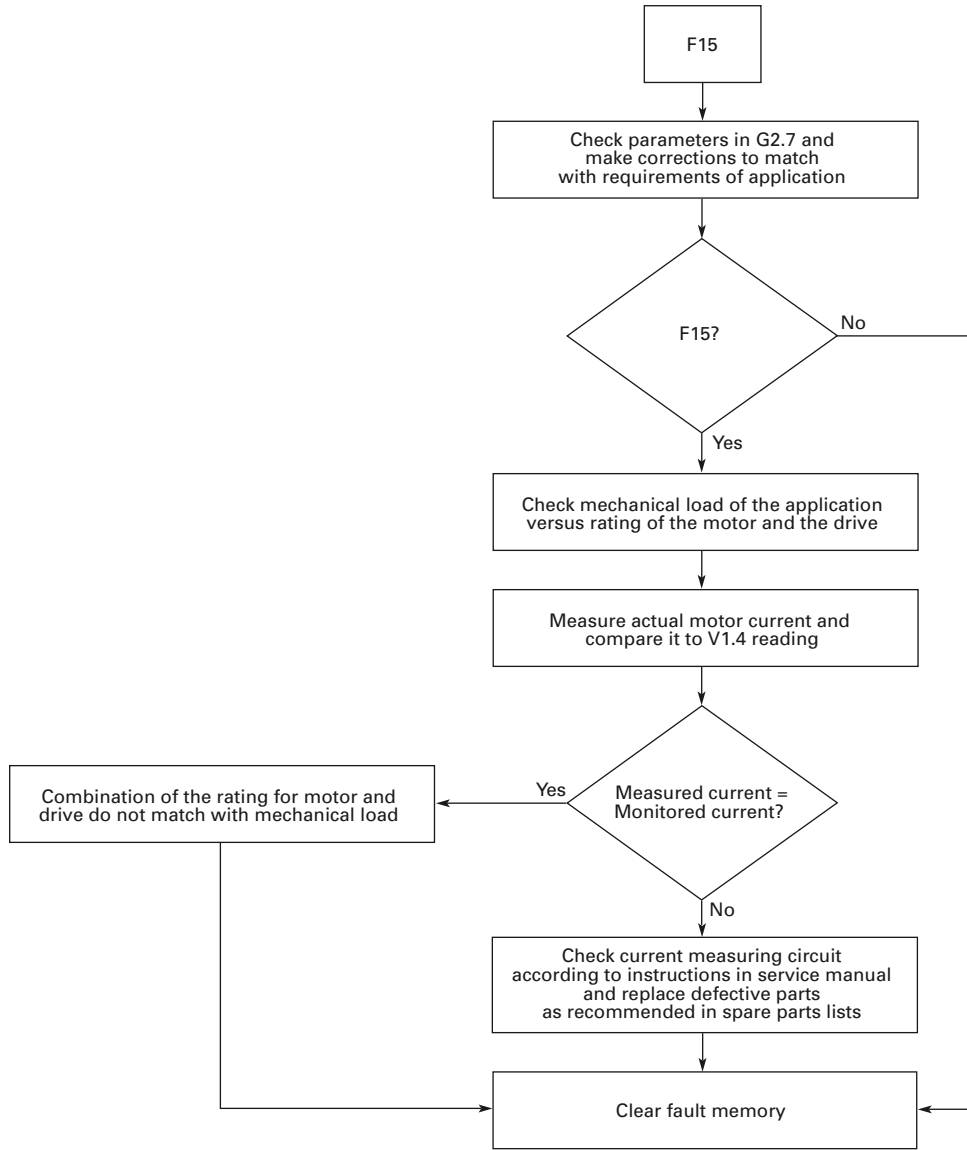 F15
Check parameters in G2.7 and
make corrections to match
with requirements of application
F15?
No
Yes
Check mechanical load of the application
versus rating of the motor and the drive
Measure actual motor current and
compare it to V1.4 reading
Measured current =
Monitored current?
Yes
Combination of the rating for motor and
drive do not match with mechanical load
No
Check current measuring circuit
according to instructions in service manual
and replace defective parts
as recommended in spare parts lists
Clear fault memory